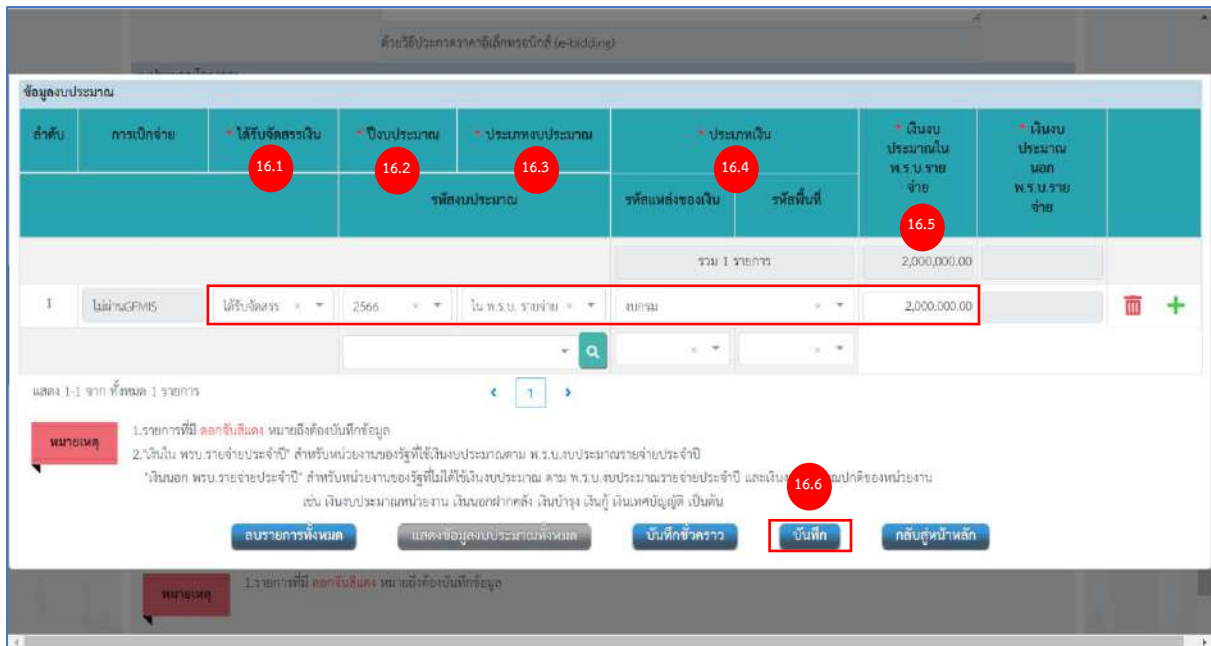 ด้วยวิธีประกวดราคาอิเล็กทรอนิกส์ (e-bidding)
ข้อมูลงบประมาณ
ลำดับ การเบิกจ่าย * ได้รับจัดสรรเงิน * ปีงบประมาณ * ประเภทงบประมาณ * ประเภทเงิน * เงินงบประมาณใน พ.ร.บ.รายจ่าย * เงินงบประมาณนอก พ.ร.บ.รายจ่าย
16.1 16.2 16.3 16.4
รหัสงบประมาณ รหัสแหล่งของเงิน รหัสพื้นที่
16.5
รวม 1 รายการ 2,000,000.00
1 ไม่ผ่านGFMIS ได้รับจัดสรร × 2566 × ใน พ.ร.บ. รายจ่าย × งบกรม × 2,000,000.00
× ×
แสดง 1-1 จาก ทั้งหมด 1 รายการ ‹ 1 ›
หมายเหตุ
1.รายการที่มี ดอกจันสีแดง หมายถึงต้องบันทึกข้อมูล
2."เงินใน พรบ.รายจ่ายประจำปี" สำหรับหน่วยงานของรัฐที่ใช้เงินงบประมาณตาม พ.ร.บ.งบประมาณรายจ่ายประจำปี
"เงินนอก พรบ.รายจ่ายประจำปี" สำหรับหน่วยงานของรัฐที่ไม่ได้ใช้เงินงบประมาณ ตาม พ.ร.บ.งบประมาณรายจ่ายประจำปี ปกติของหน่วยงาน
16.6
เช่น เงินงบประมาณหน่วยงาน เงินนอกฝากคลัง เงินบำรุง เงินกู้ เงินเทศบัญญัติ เป็นต้น
ลบรายการทั้งหมด แสดงข้อมูลงบประมาณทั้งหมด บันทึกชั่วคราว บันทึก กลับสู่หน้าหลัก
หมายเหตุ
1.รายการที่มี ดอกจันสีแดง หมายถึงต้องบันทึกข้อมูล